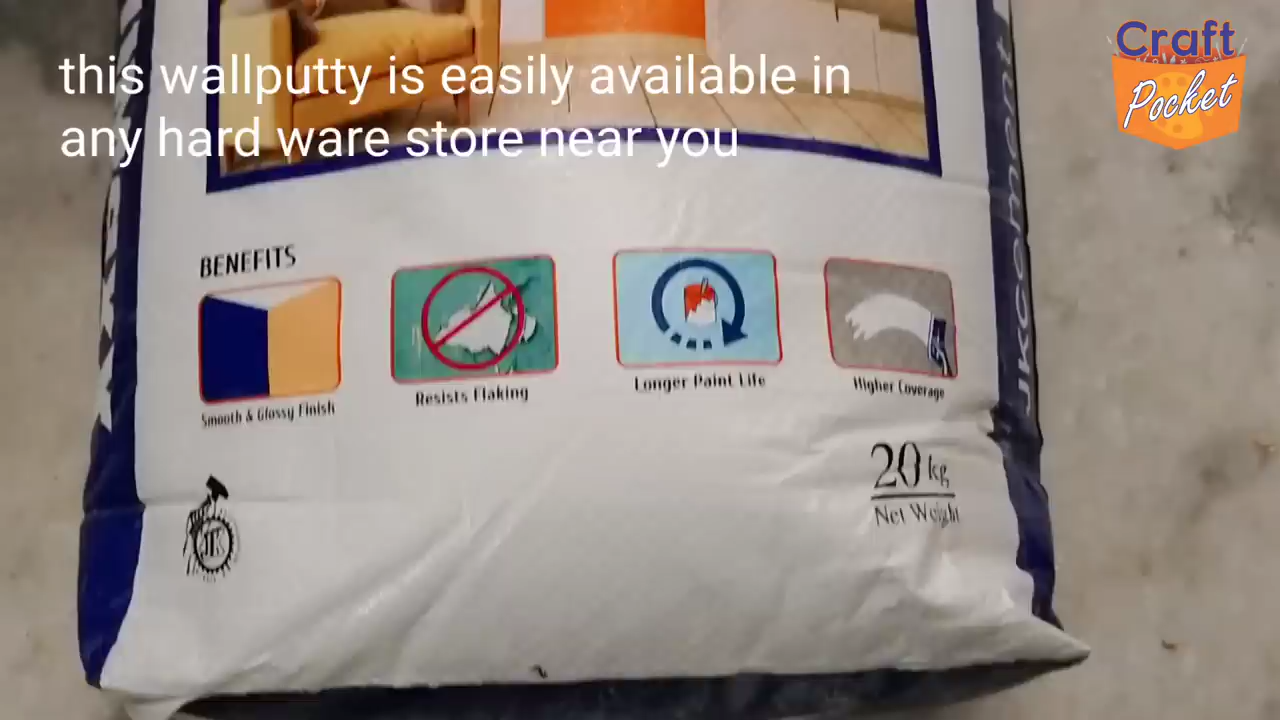 this wallputty is easily available in
any hard ware store near you
Craft
Pocket
BENEFITS
Smooth & Glossy Finish
Resists Flaking
Longer Paint Life
Higher Coverage
20 kg
Net Weight
JK
JKcement